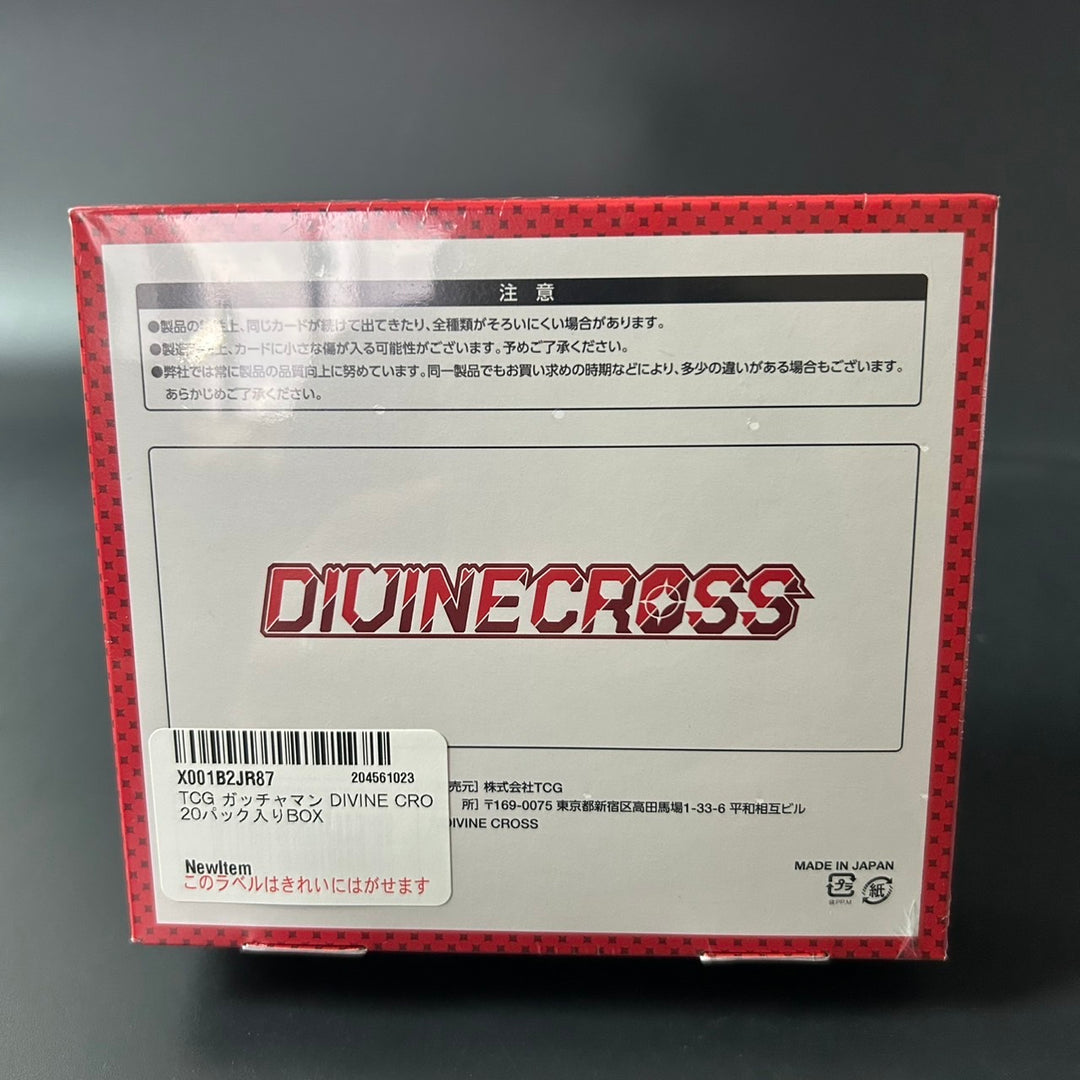 注意
●製品の特性上、同じカードが続けて出てきたり、全種類がそろいにくい場合があります。
●製造 上、カードに小さな傷が入る可能性がございます。予めご了承ください。
●弊社では常に製品の品質向上に努めています。同一製品でもお買い求めの時期などにより、多少の違いがある場合もございます。
あらかじめご了承ください。
DIVINECROSS
X001B2JR87 204561023
TCG ガッチャマン DIVINE CRO
20パック入りBOX
NewItem
このラベルはきれいにはがせます
売元] 株式会社TCG
所] 〒169-0075 東京都新宿区高田馬場1-33-6 平和相互ビル
DIVINE CROSS
MADE IN JAPAN
プラ
紙